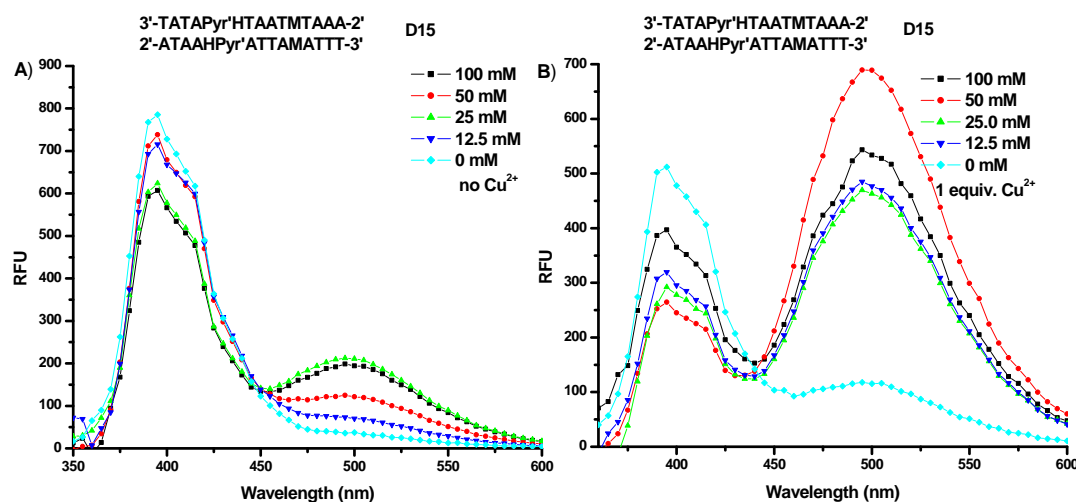 3'-TATAPyr'HTAATMTAAA-2'
2'-ATAAHPyr'ATTAMATTT-3'
D15
A)
900
800
700
600
500
400
300
200
100
0
RFU
100 mM
50 mM
25 mM
12.5 mM
0 mM
no Cu²⁺
350 400 450 500 550 600
Wavelength (nm)
3'-TATAPyr'HTAATMTAAA-2'
2'-ATAAHPyr'ATTAMATTT-3'
D15
B)
700
600
500
400
300
200
100
0
RFU
100 mM
50 mM
25.0 mM
12.5 mM
0 mM
1 equiv. Cu²⁺
400 450 500 550 600
Wavelength (nm)